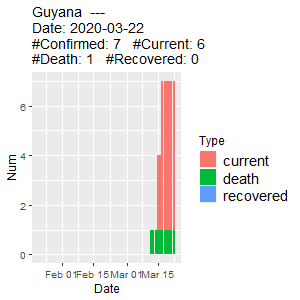 Guyana  ---
Date: 2020-03-22
#Confirmed: 7   #Current: 6
#Death: 1   #Recovered: 0
Num
6
4
2
0
Feb 01
Feb 15
Mar 01
Mar 15
Date
Type
current
death
recovered